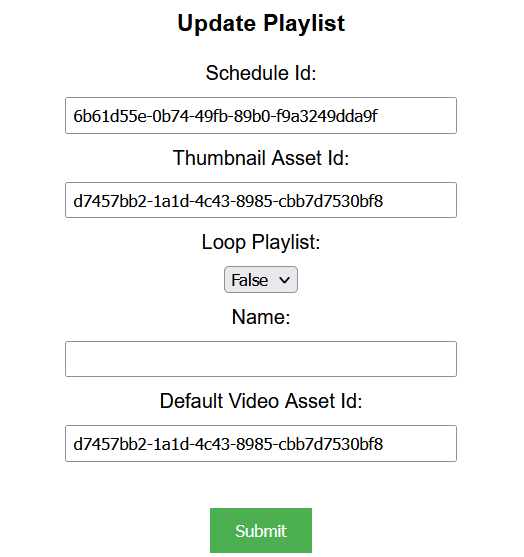 Update Playlist
Schedule Id:
6b61d55e-0b74-49fb-89b0-f9a3249dda9f
Thumbnail Asset Id:
d7457bb2-1a1d-4c43-8985-cbb7d7530bf8
Loop Playlist:
False
Name:
Default Video Asset Id:
d7457bb2-1a1d-4c43-8985-cbb7d7530bf8
Submit